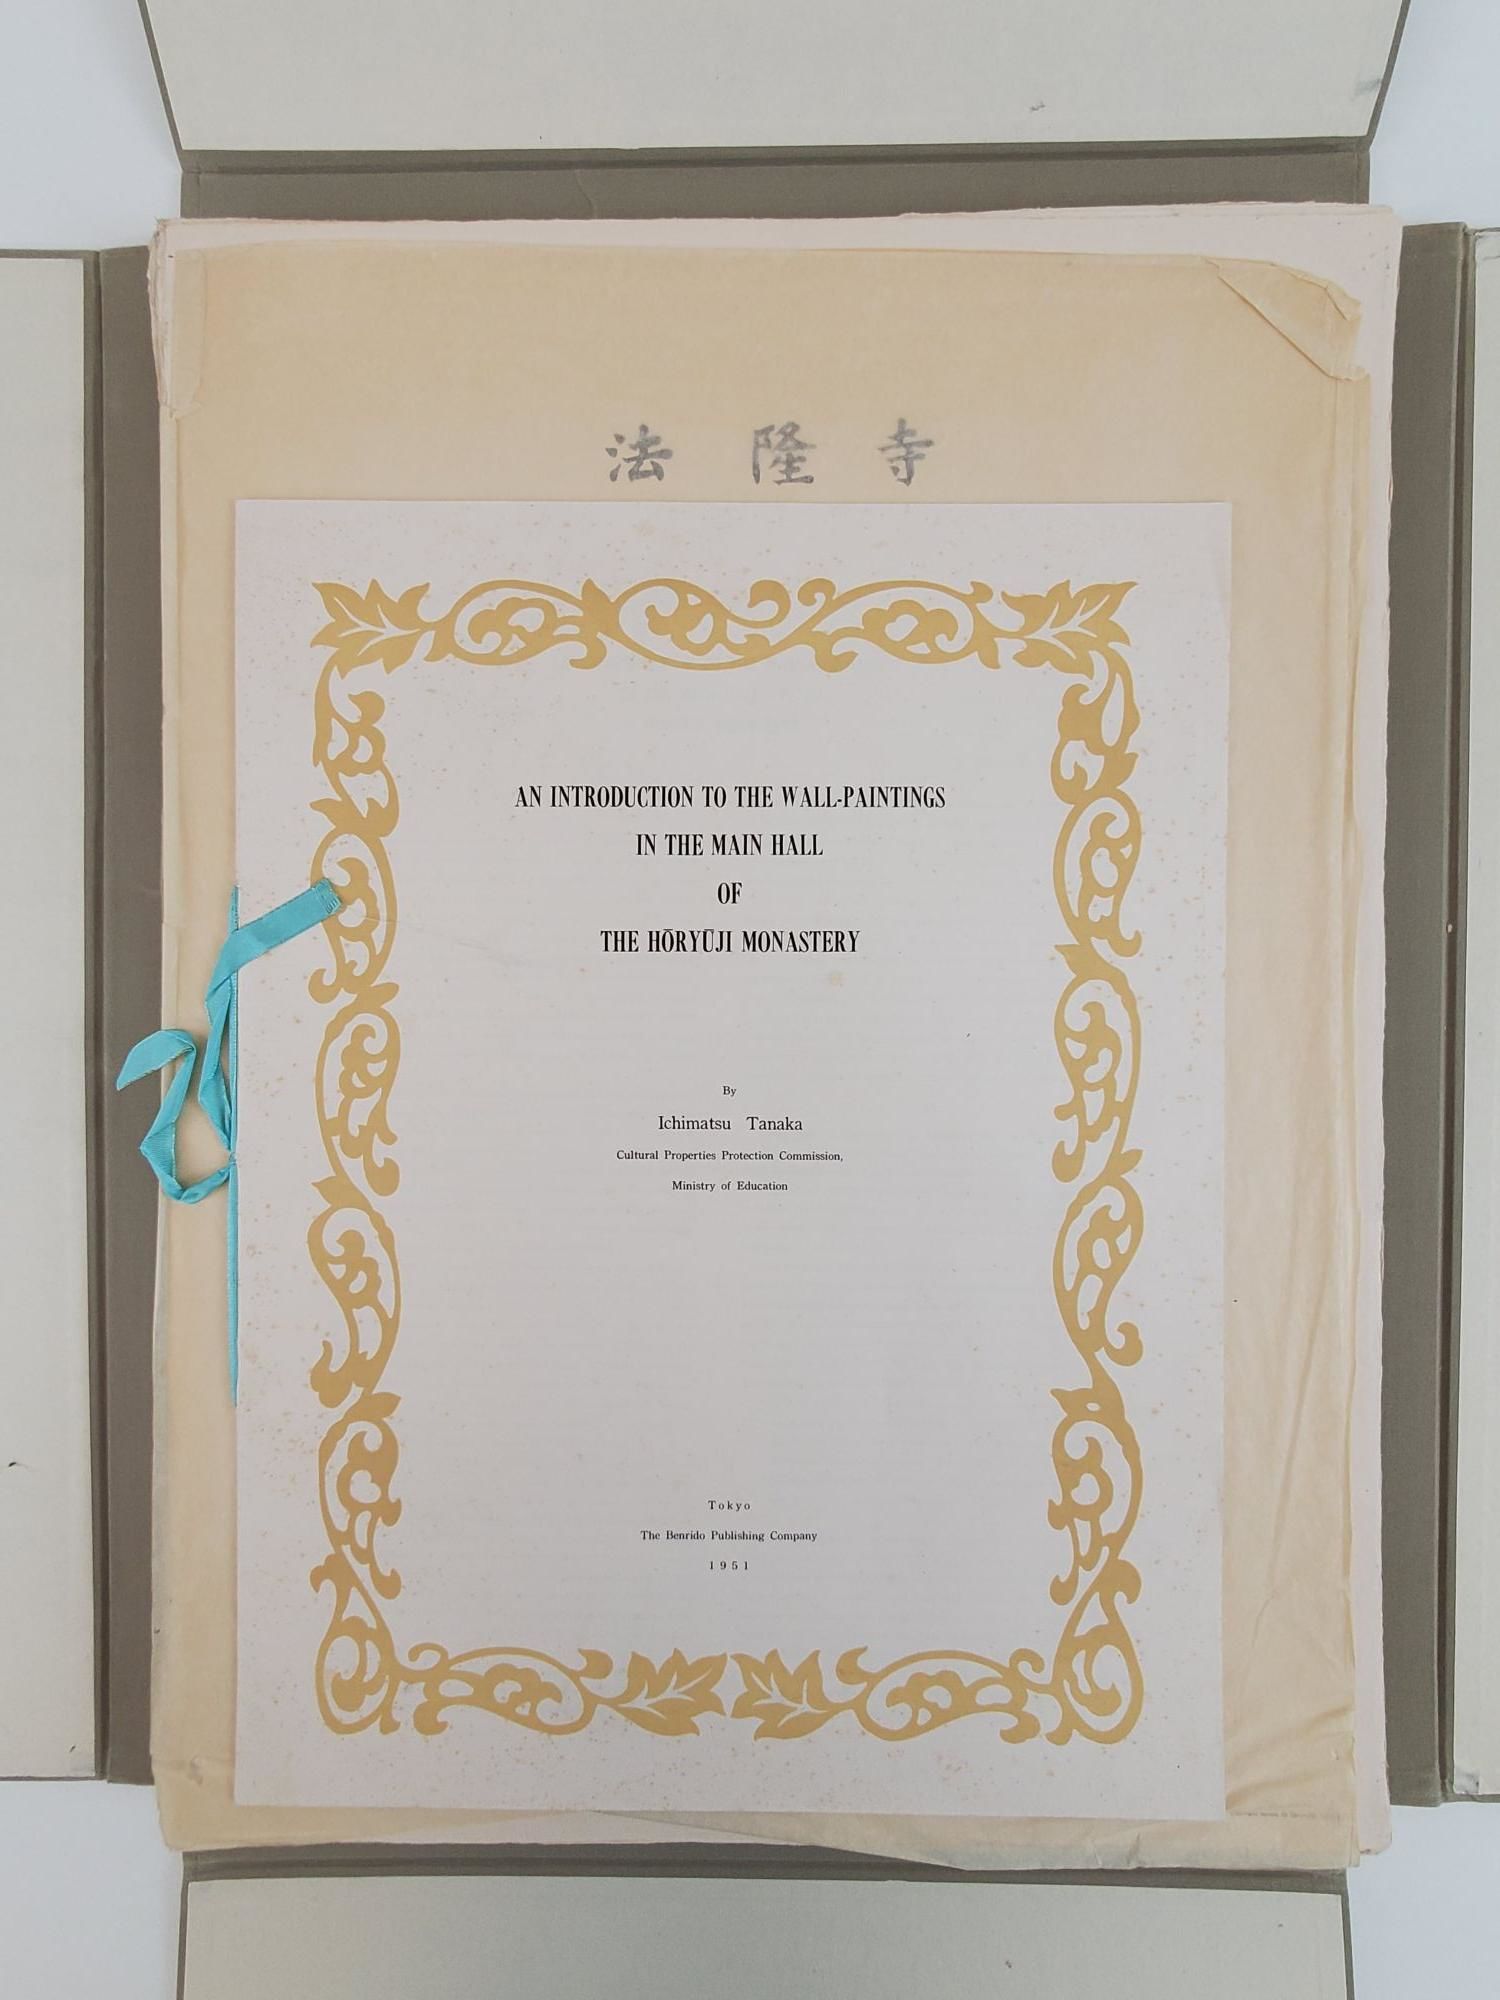 法隆寺
AN INTRODUCTION TO THE WALL-PAINTINGS
IN THE MAIN HALL
OF
THE HŌRYŪJI MONASTERY
By
Ichimatsu Tanaka
Cultural Properties Protection Commission,
Ministry of Education
Tokyo
The Benrido Publishing Company
1951